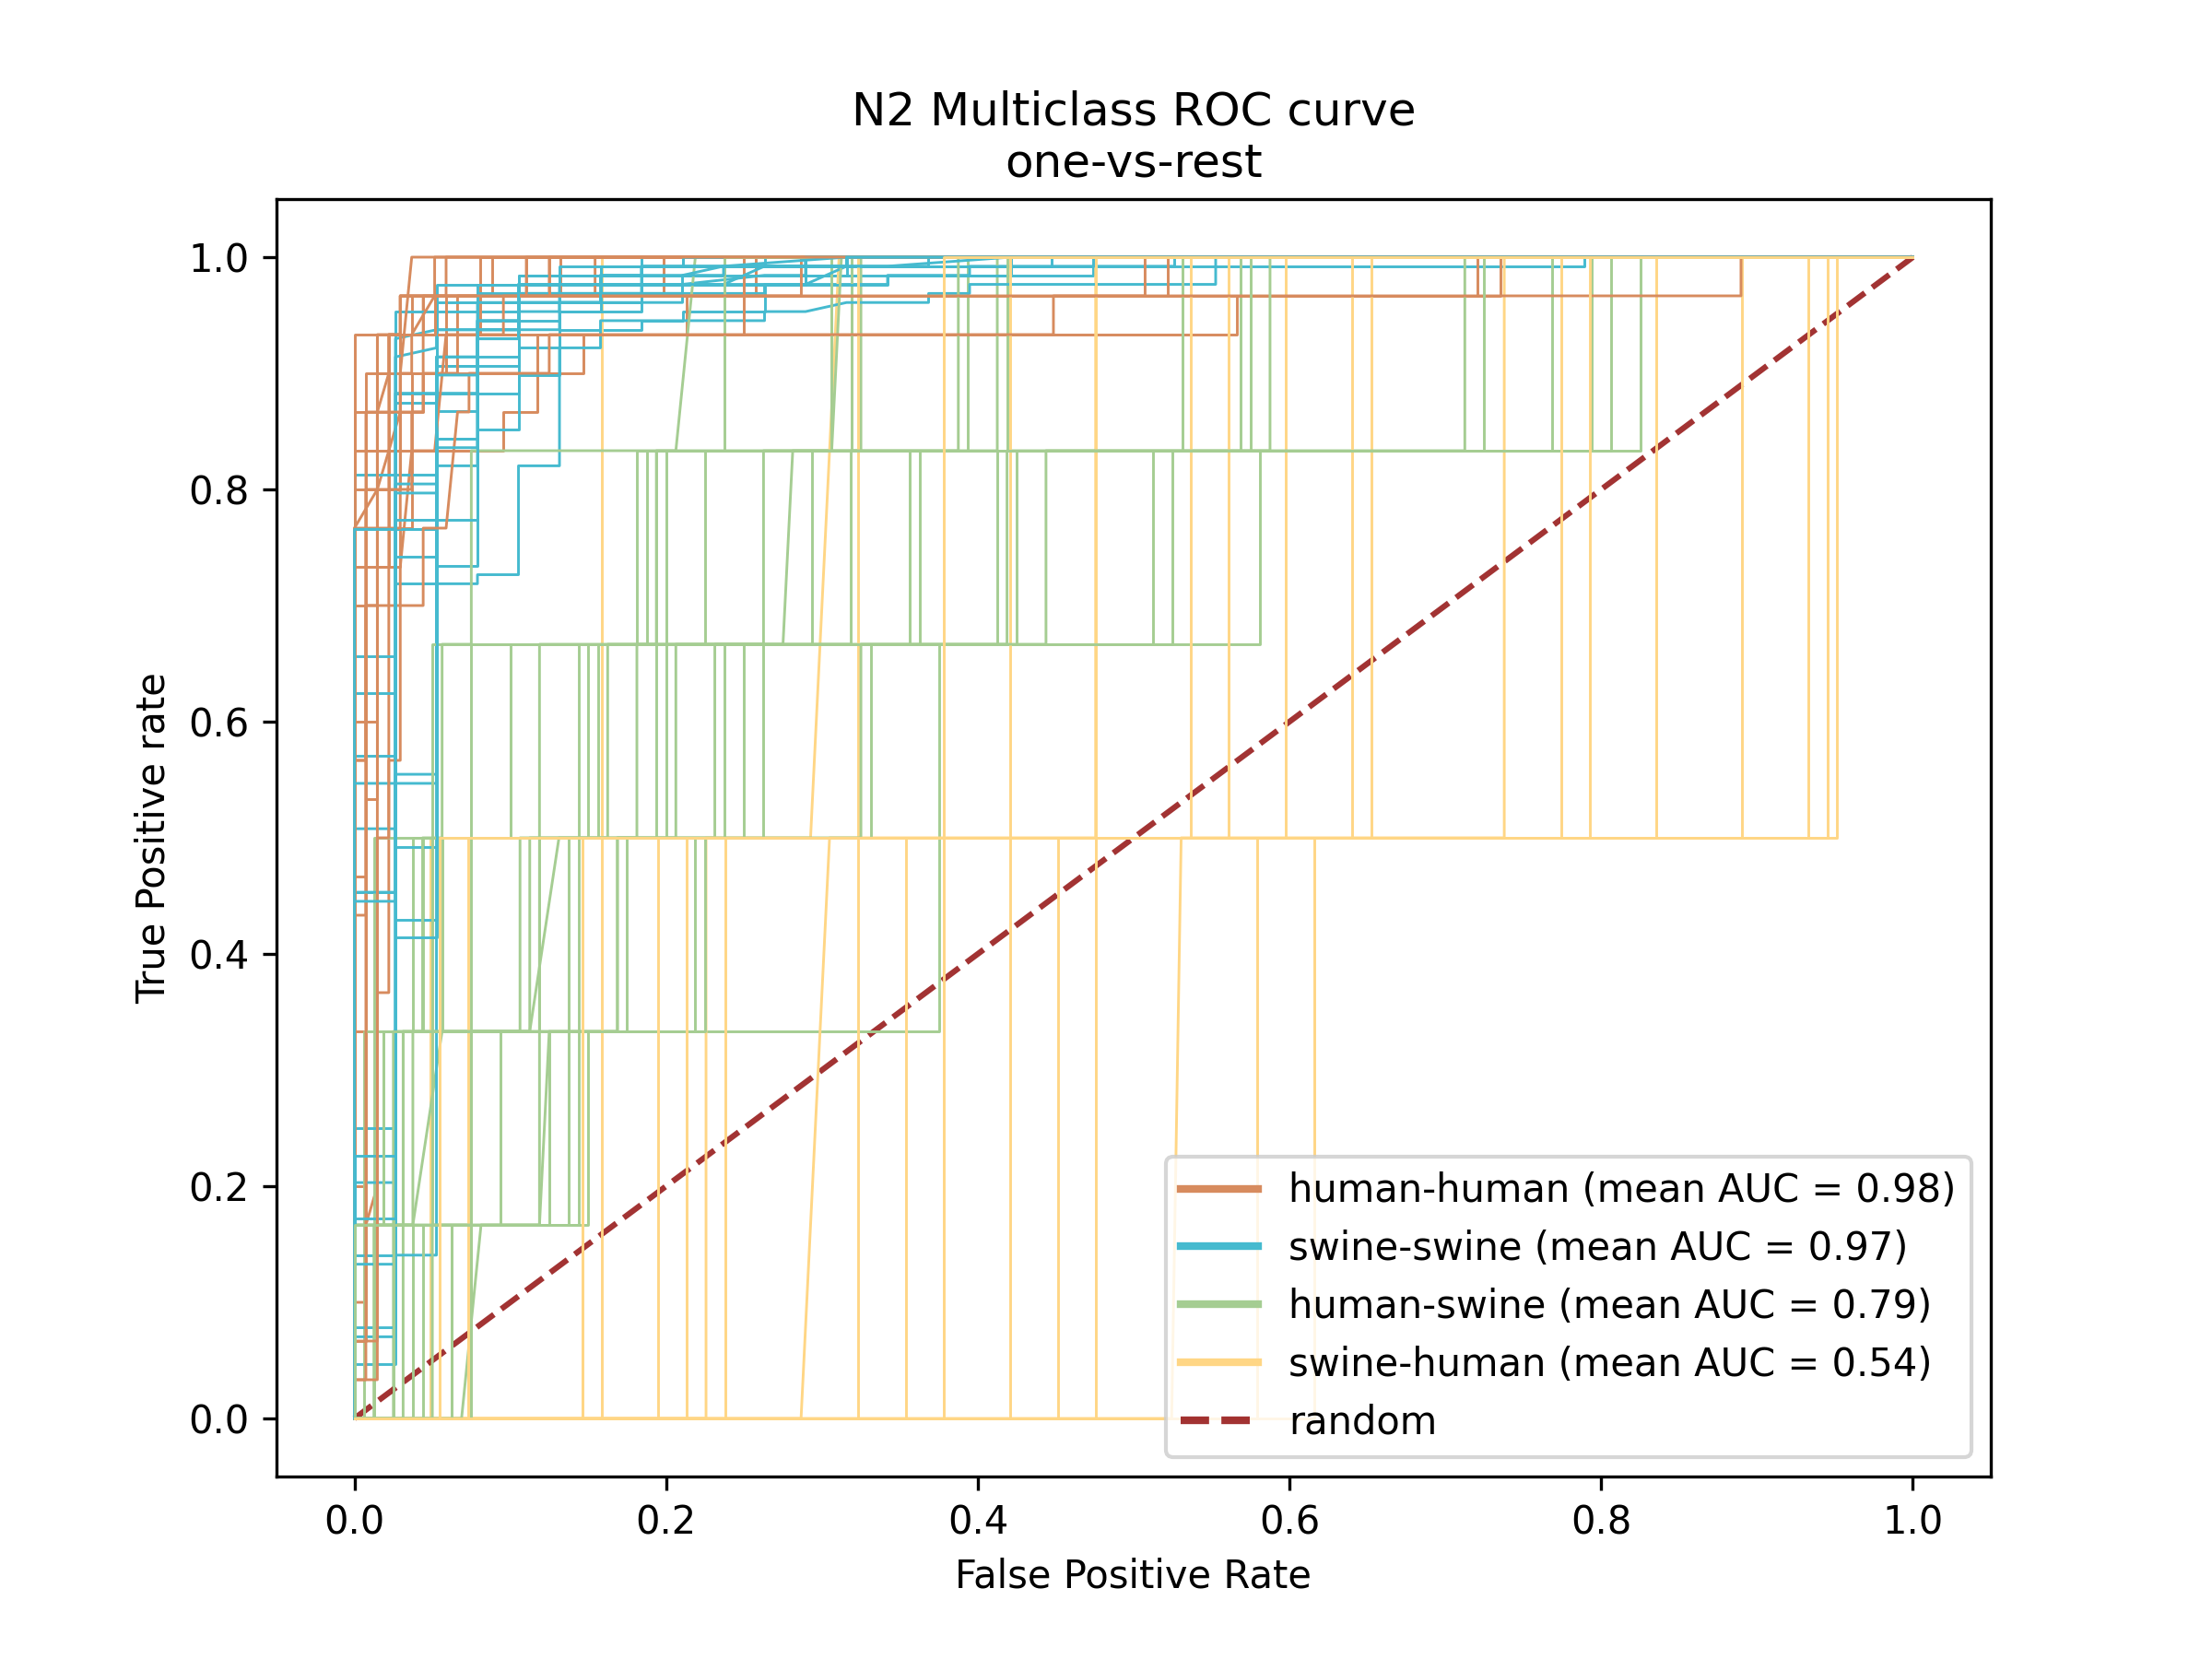 N2 Multiclass ROC curve
one-vs-rest
True Positive rate
1.0
0.8
0.6
0.4
0.2
0.0
human-human (mean AUC = 0.98)
swine-swine (mean AUC = 0.97)
human-swine (mean AUC = 0.79)
swine-human (mean AUC = 0.54)
random
0.0 0.2 0.4 0.6 0.8 1.0
False Positive Rate